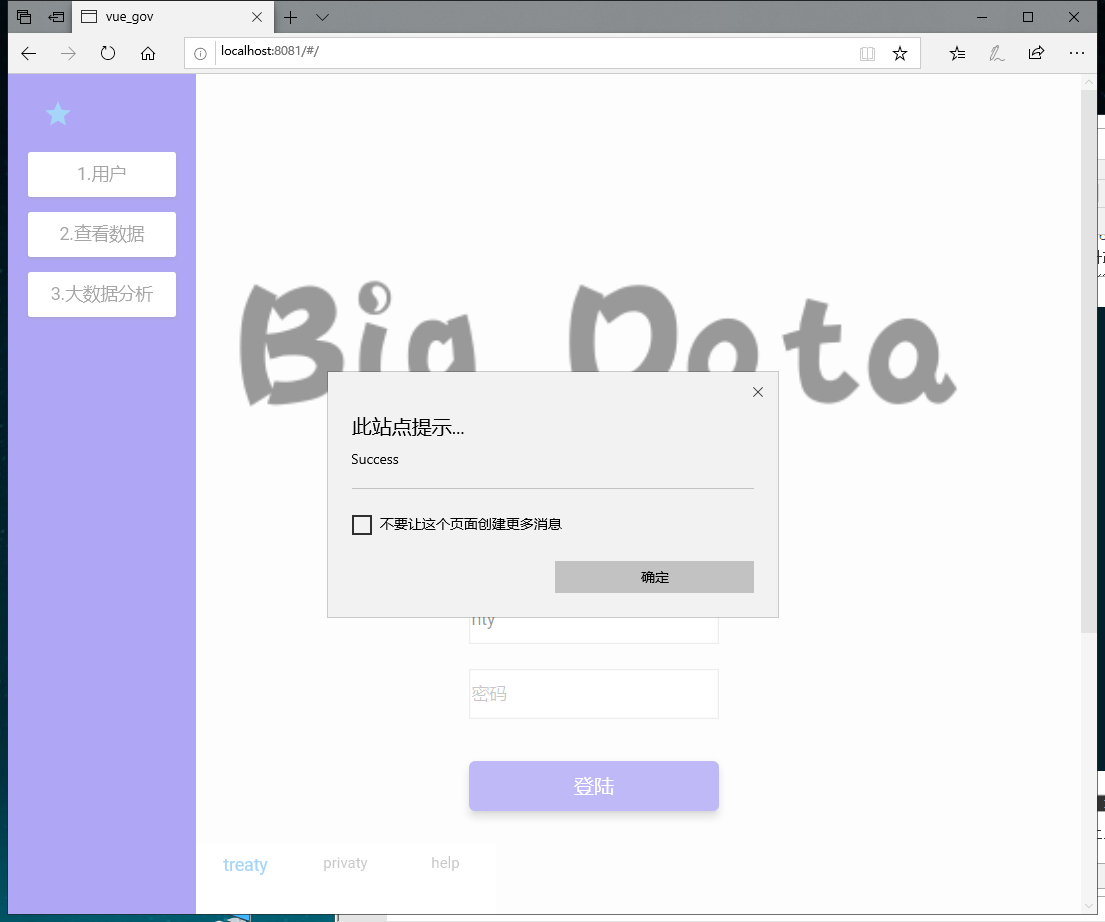 vue_gov
localhost:8081/#/
1.用户
2.查看数据
3.大数据分析
Big Data
此站点提示...
Success
不要让这个页面创建更多消息
确定
密码
登陆
treaty privaty help